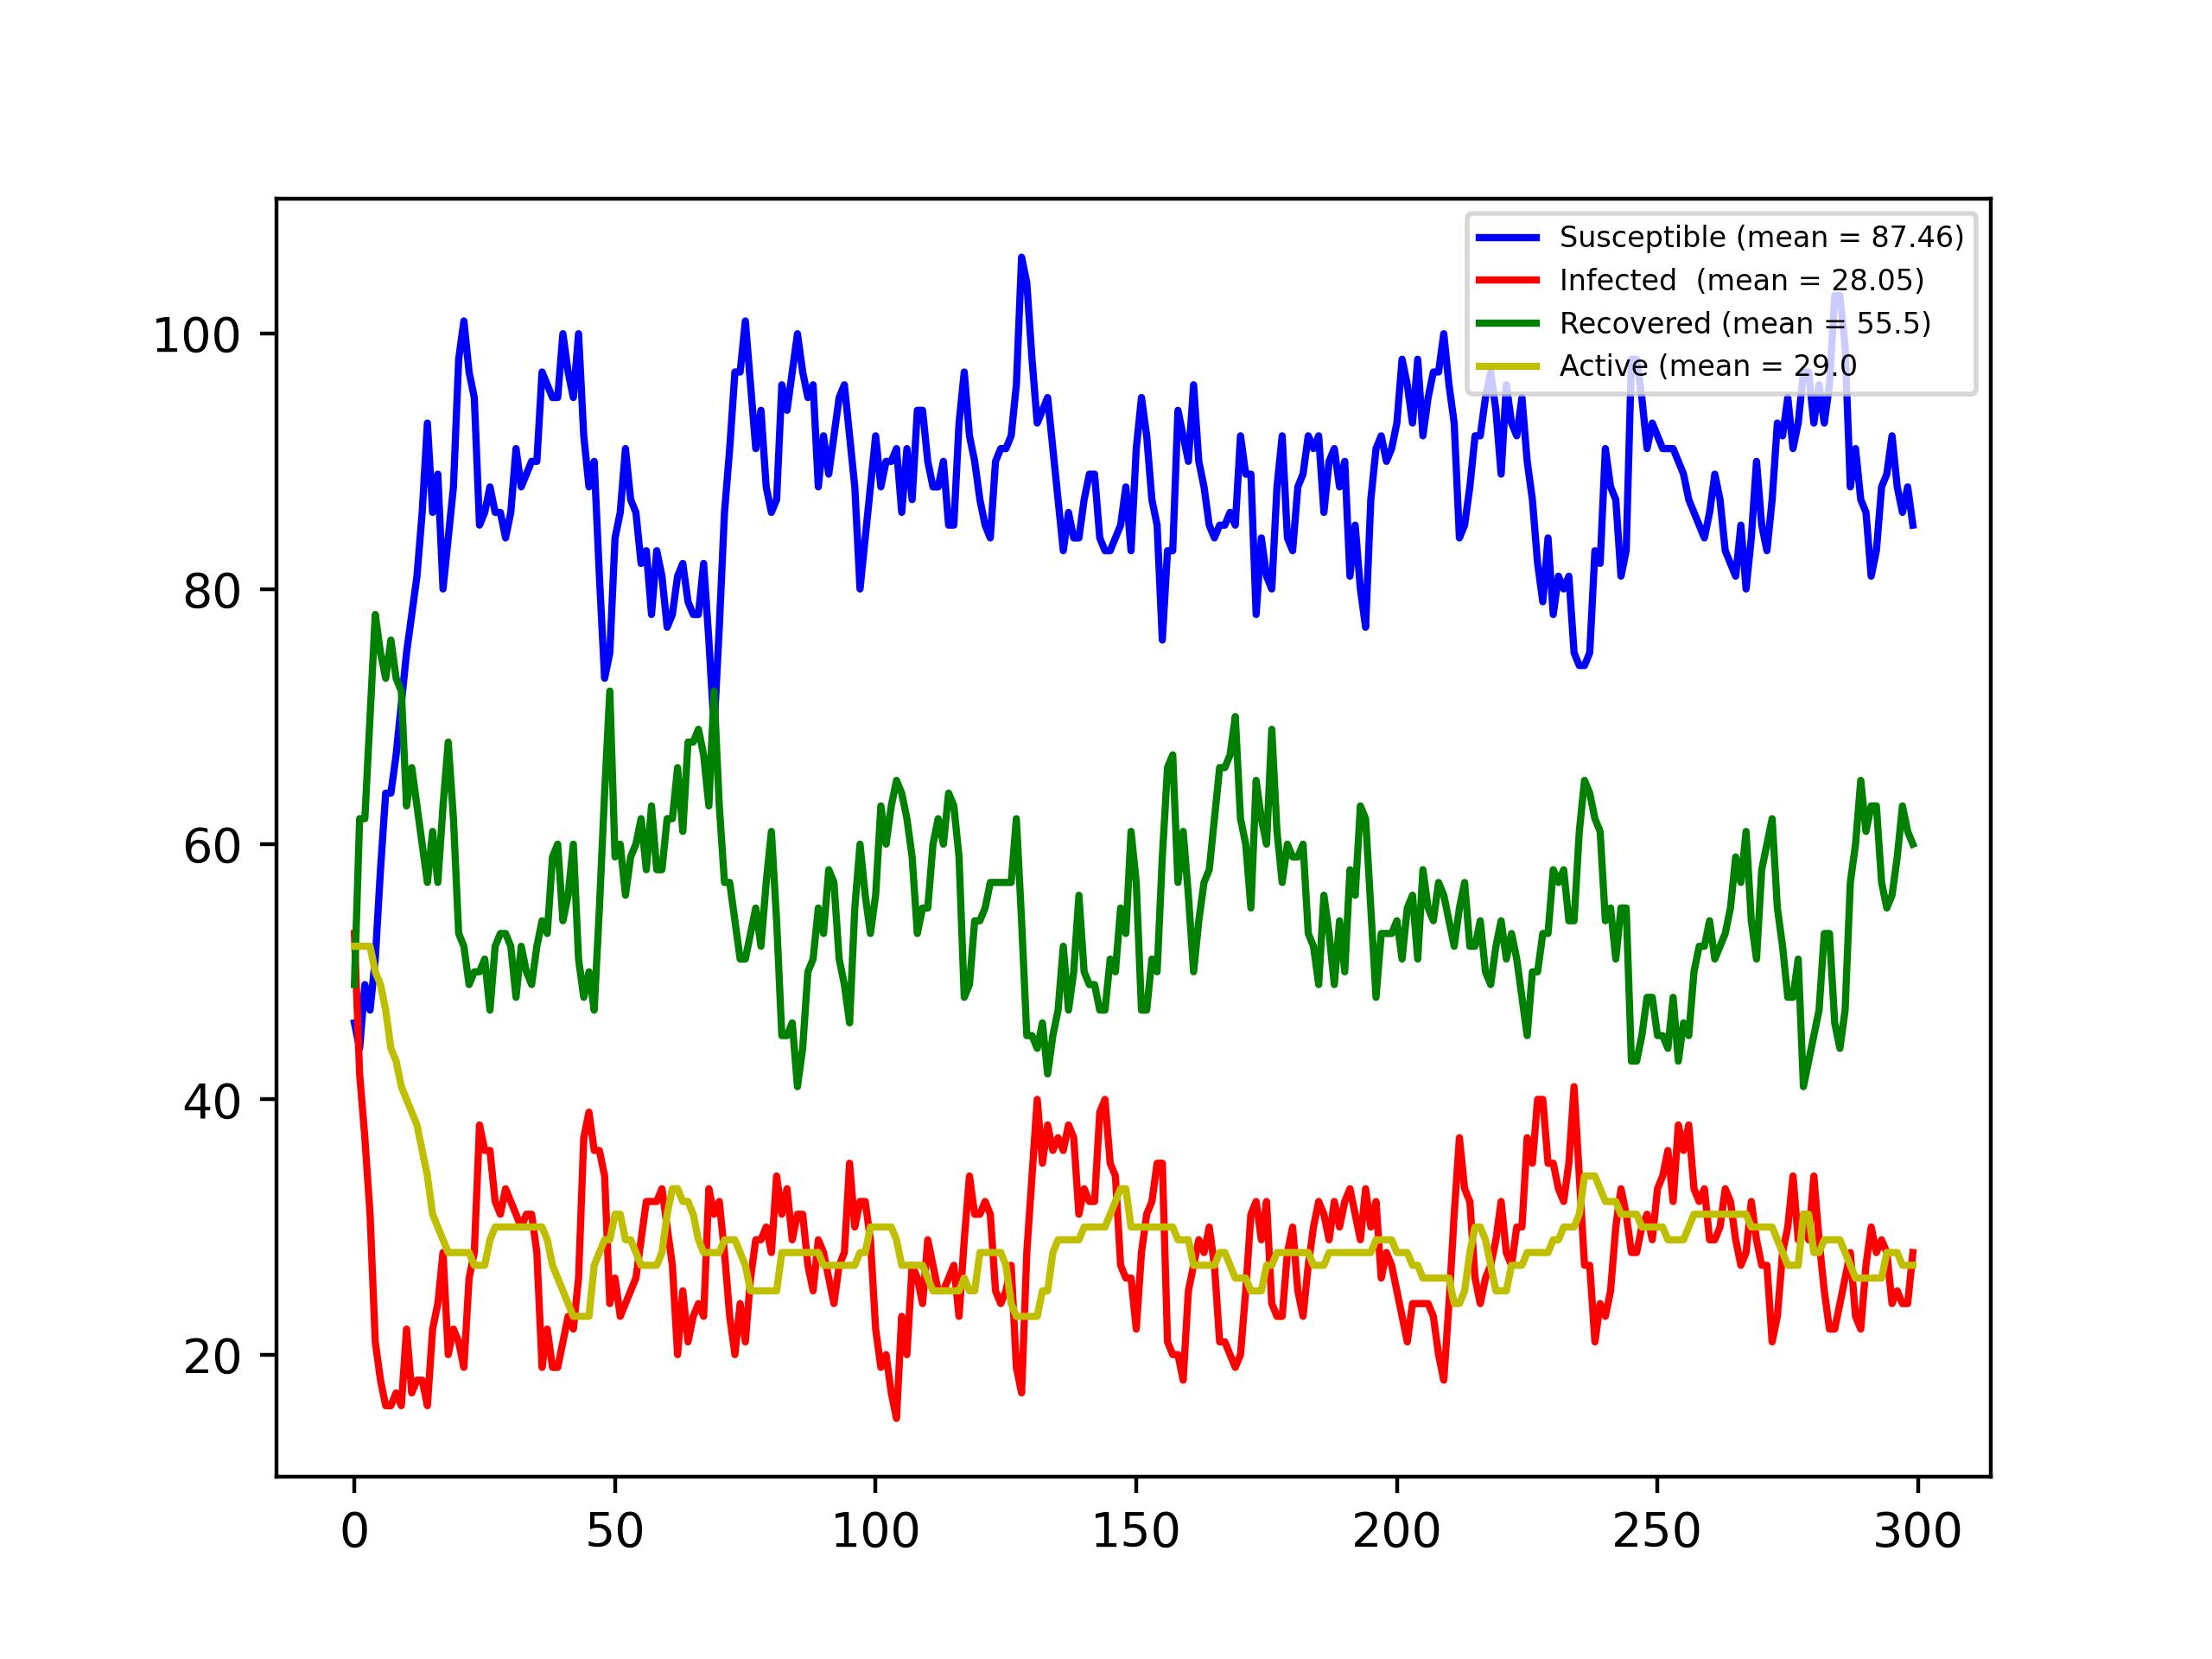 Susceptible (mean = 87.46)
Infected  (mean = 28.05)
Recovered (mean = 55.5)
Active (mean = 29.0
100
80
60
40
20
0 50 100 150 200 250 300